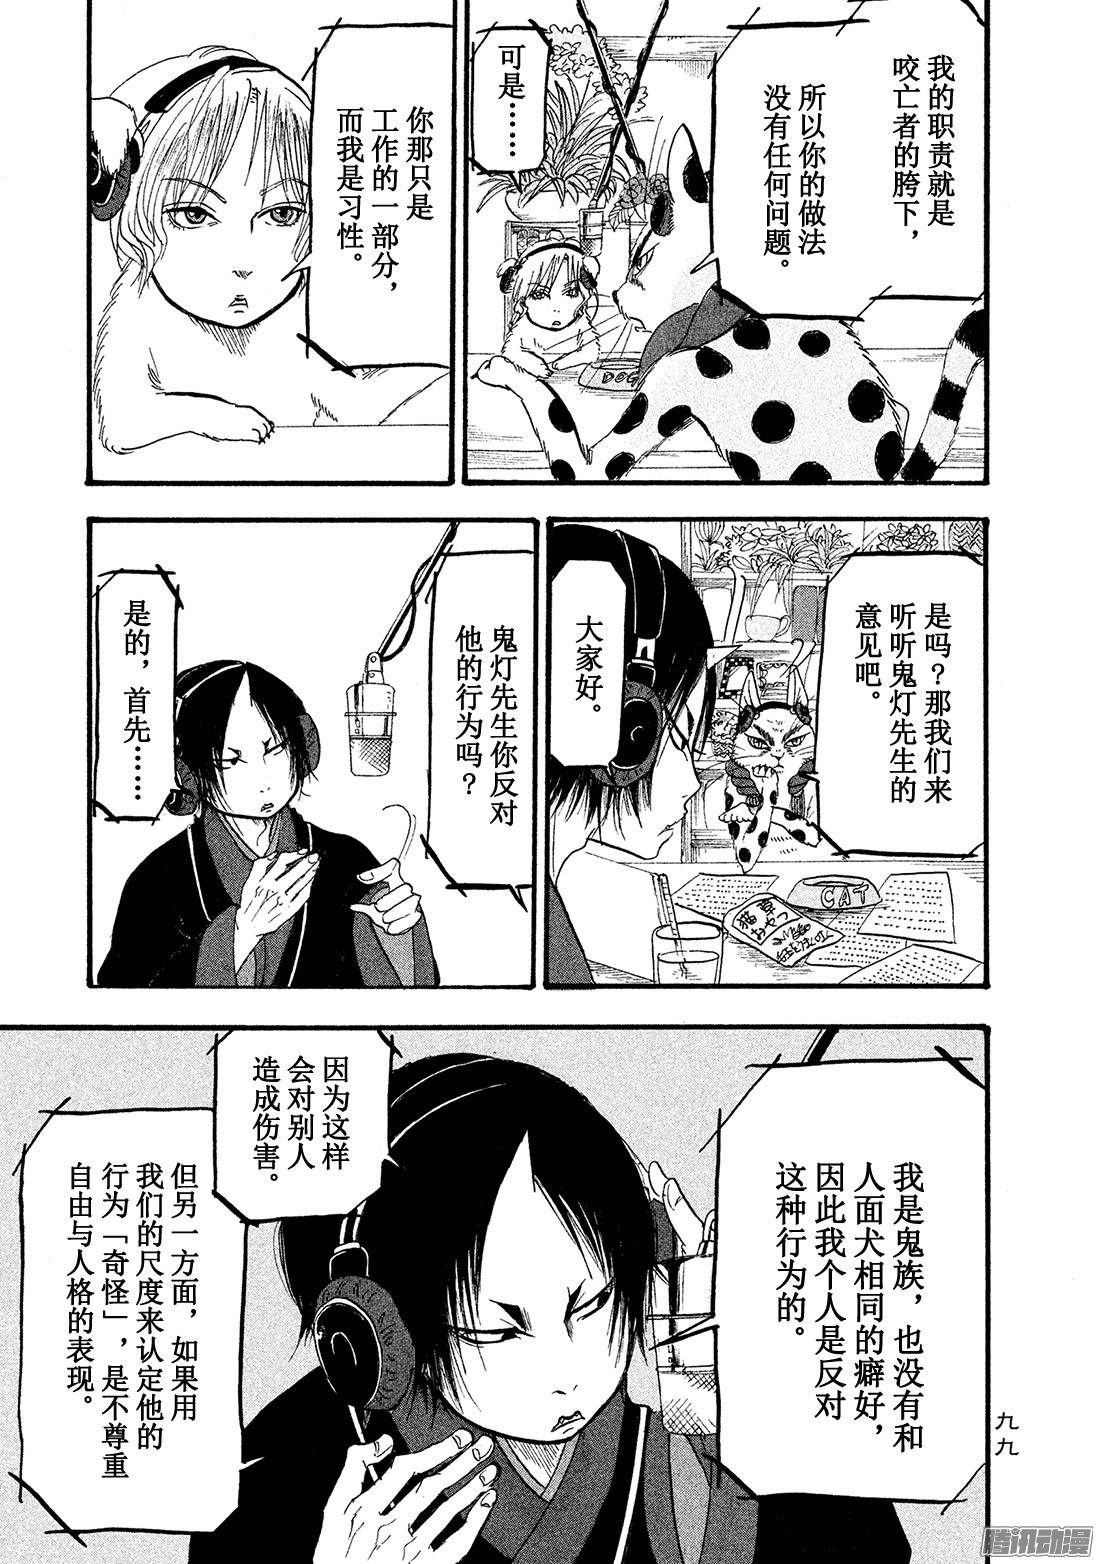 我的职责就是
咬亡者的胯下，
所以你的做法
没有任何问题。
可是……
DOG
你那只是
工作的一部分，
而我是习性。
是吗？那我们来
听听鬼灯先生的
意见吧。
大家好。
CAT
鬼灯先生你反对
他的行为吗？
是的，首先……
我是鬼族，也没有和
人面犬相同的癖好，
因此我个人是反对
这种行为的。
因为这样
会对别人
造成伤害。
但另一方面，如果用
我们的尺度来认定他的
行为「奇怪」，是不尊重
自由与人格的表现。
九九
腾讯动漫